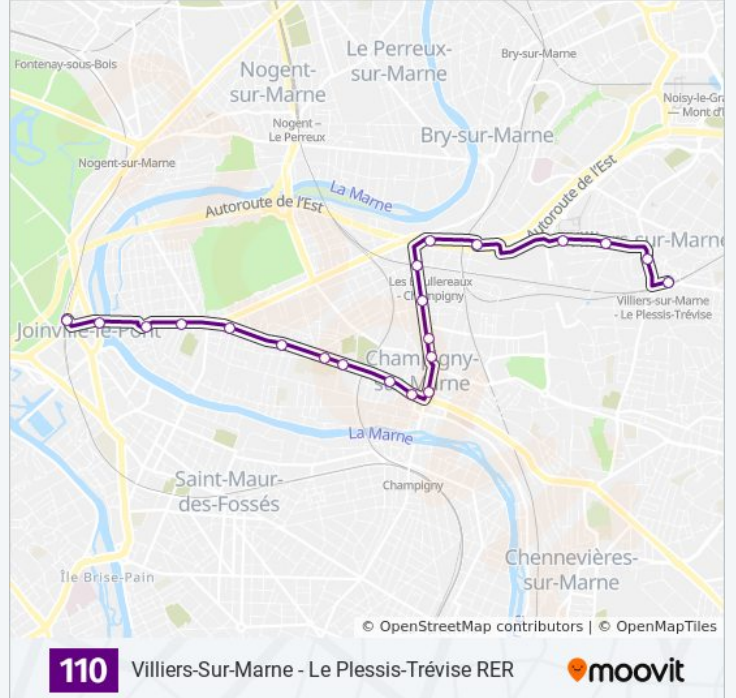 Le Perreux-
sur-Marne
Bry-sur-Marne
Fontenay-sous-Bois
Nogent-
sur-Marne
Noisy-le-Gra
— Mont d'
Nogent –
Le Perreux
Bry-sur-Marne
Nogent-sur-Marne
La Marne
Autoroute de l'Est
Autoroute de l'Est
sur-Marne
Les Boullereaux
- Champigny
Villiers-sur-Marne
- Le Plessis-Trévise
Joinville-le-Pont
Champigny-
sur-Marne
La Marne
Saint-Maur-
des-Fossés
Champigny
Chennevières-
sur-Marne
Île Brise-Pain
© OpenStreetMap contributors | © OpenMapTiles
110 Villiers-Sur-Marne - Le Plessis-Trévise RER moovit